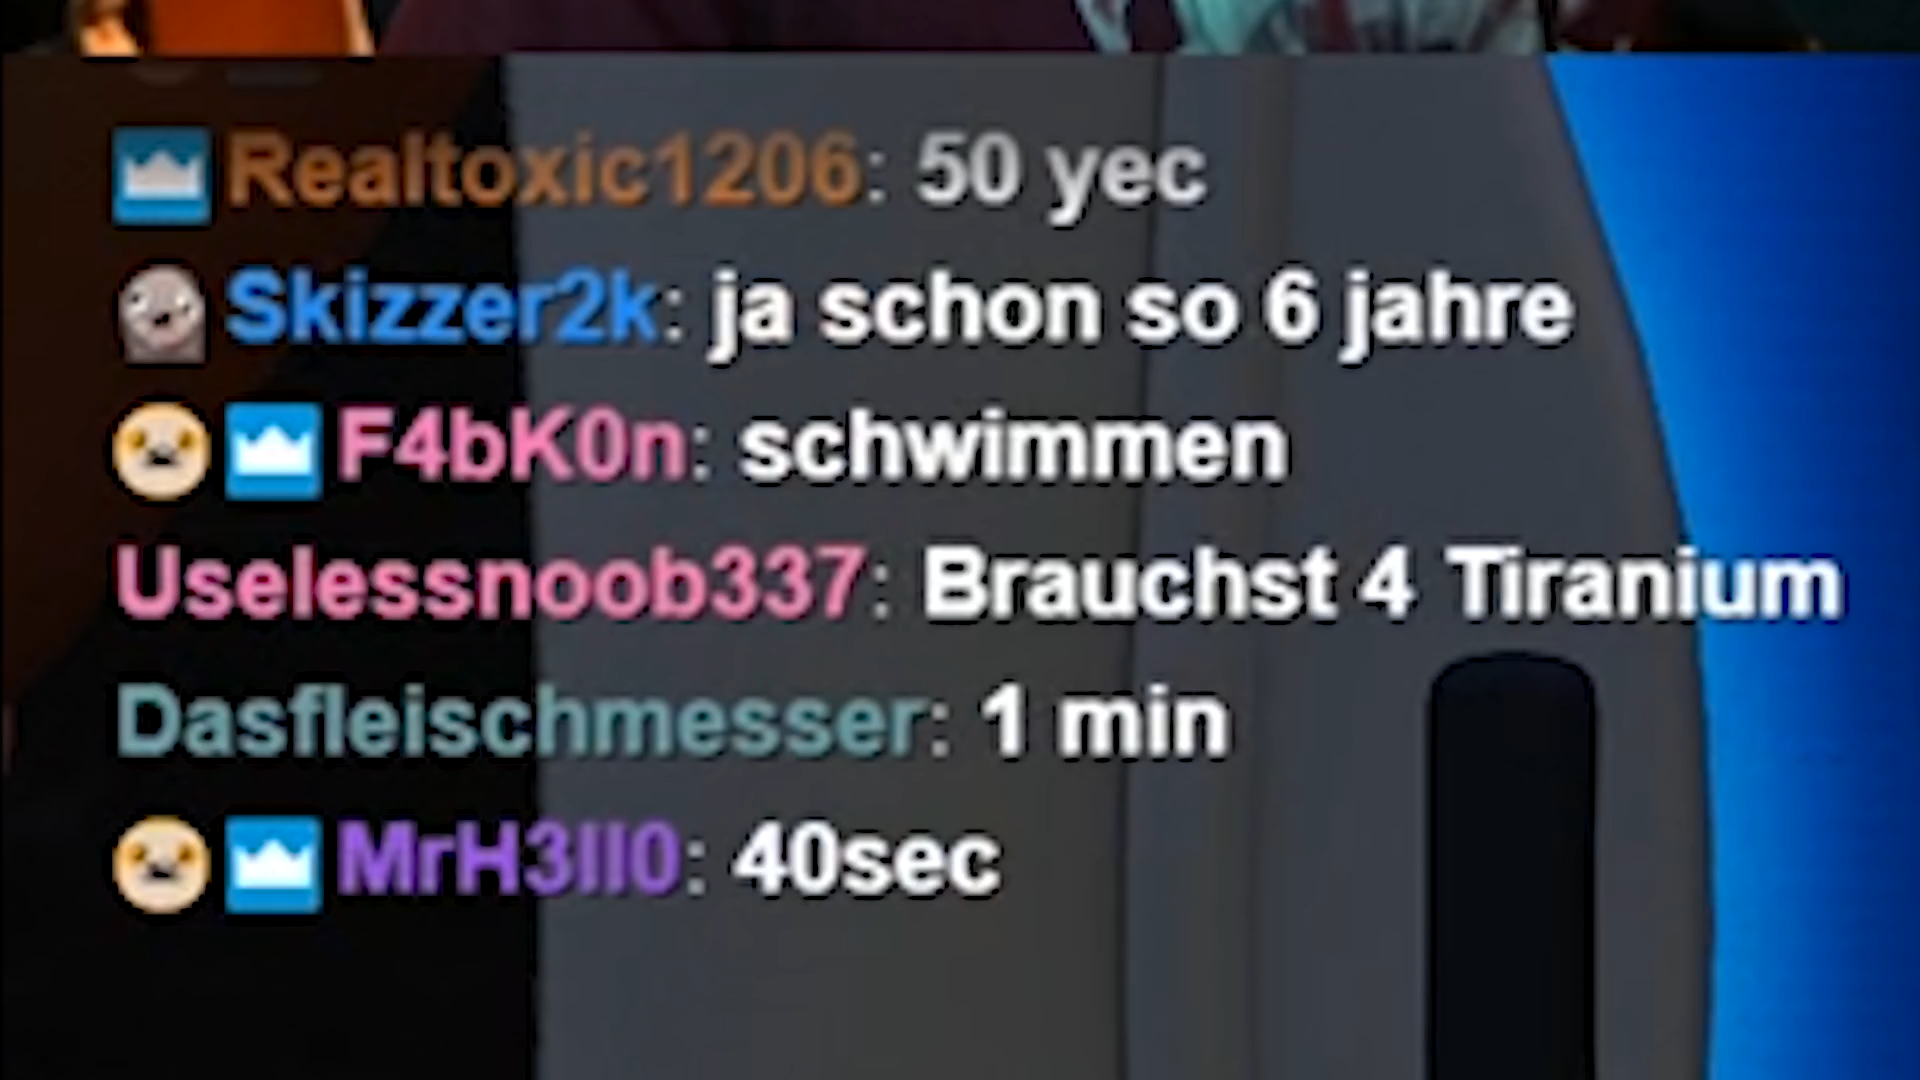 Realtoxic1206: 50 yec
Skizzer2k: ja schon so 6 jahre
F4bK0n: schwimmen
Uselessnoob337: Brauchst 4 Tiranium
Dasfleischmesser: 1 min
MrH3ll0: 40sec